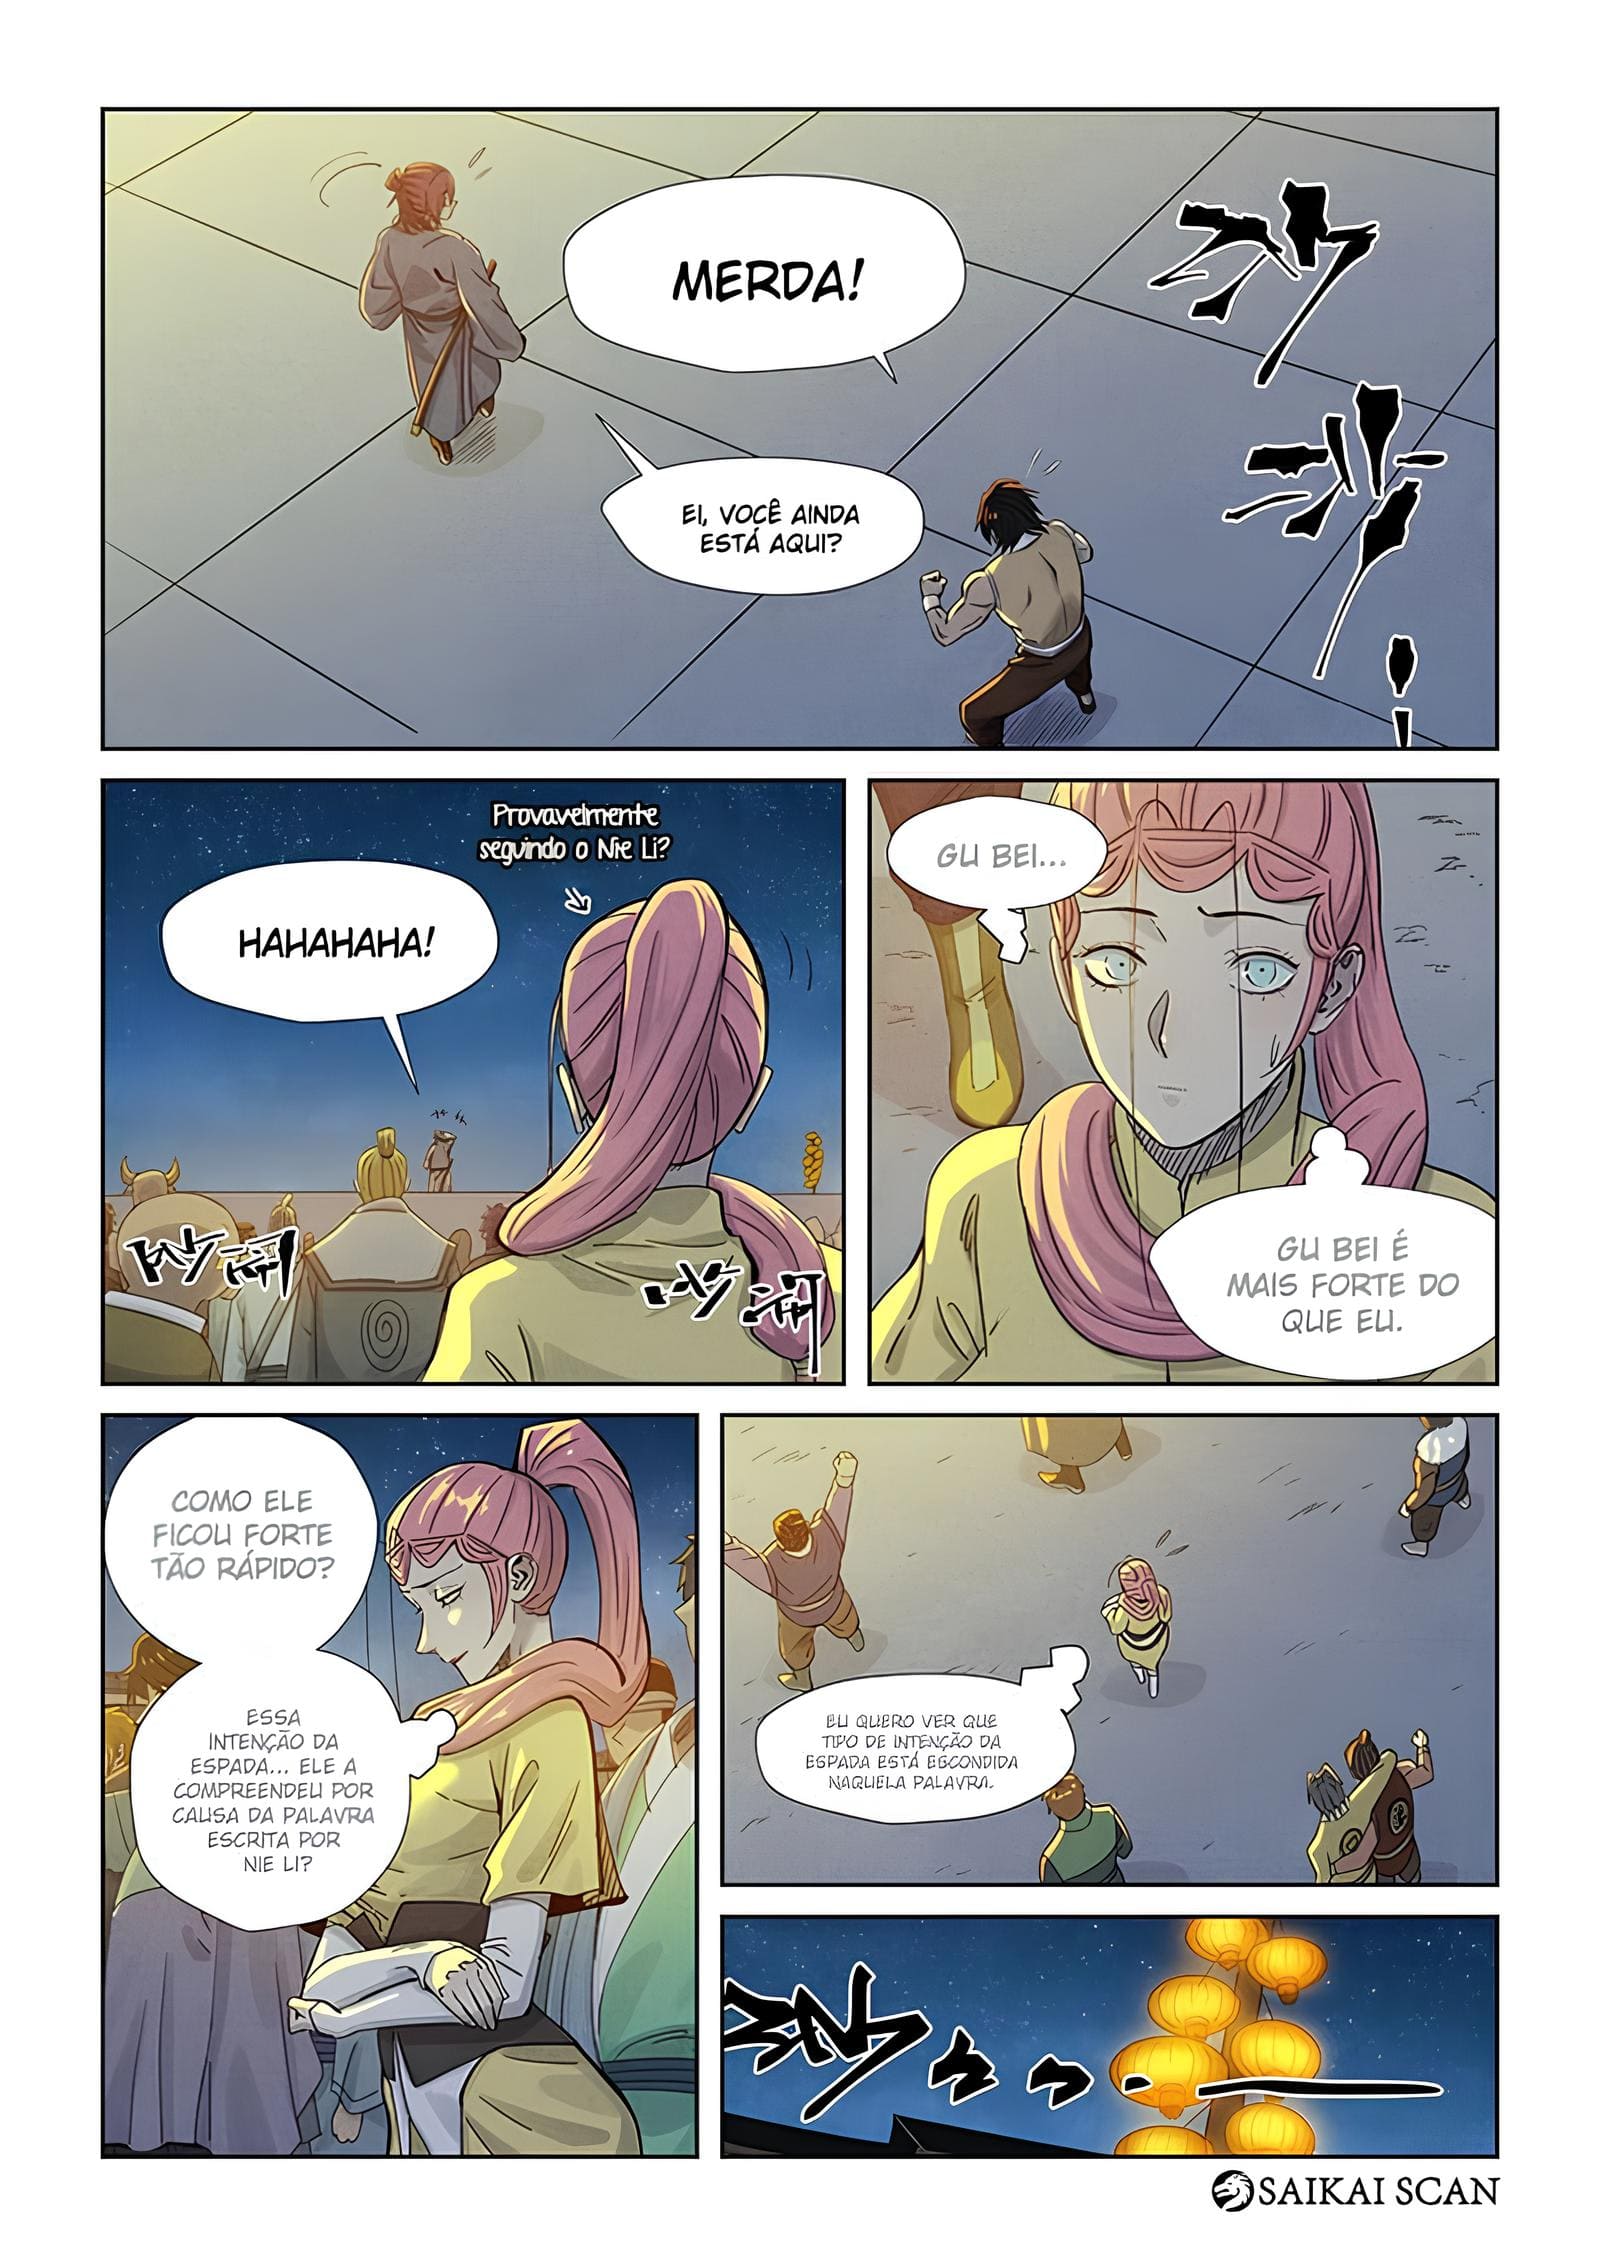 MERDA!
EI, VOCÊ AINDA
ESTÁ AQUI?
Provavelmente
seguindo o Nie Li?
HAHAHAHA!
GU BEI...
GU BEI É
MAIS FORTE DO
QUE EU.
COMO ELE
FICOU FORTE
TÃO RÁPIDO?
ESSA
INTENÇÃO DA
ESPADA... ELE A
COMPREENDEU POR
CAUSA DA PALAVRA
ESCRITA POR
NIE LI?
EU QUERO VER QUE
TIPO DE INTENÇÃO DA
ESPADA ESTÁ ESCONDIDA
NAQUELA PALAVRA.
SAIKAI SCAN